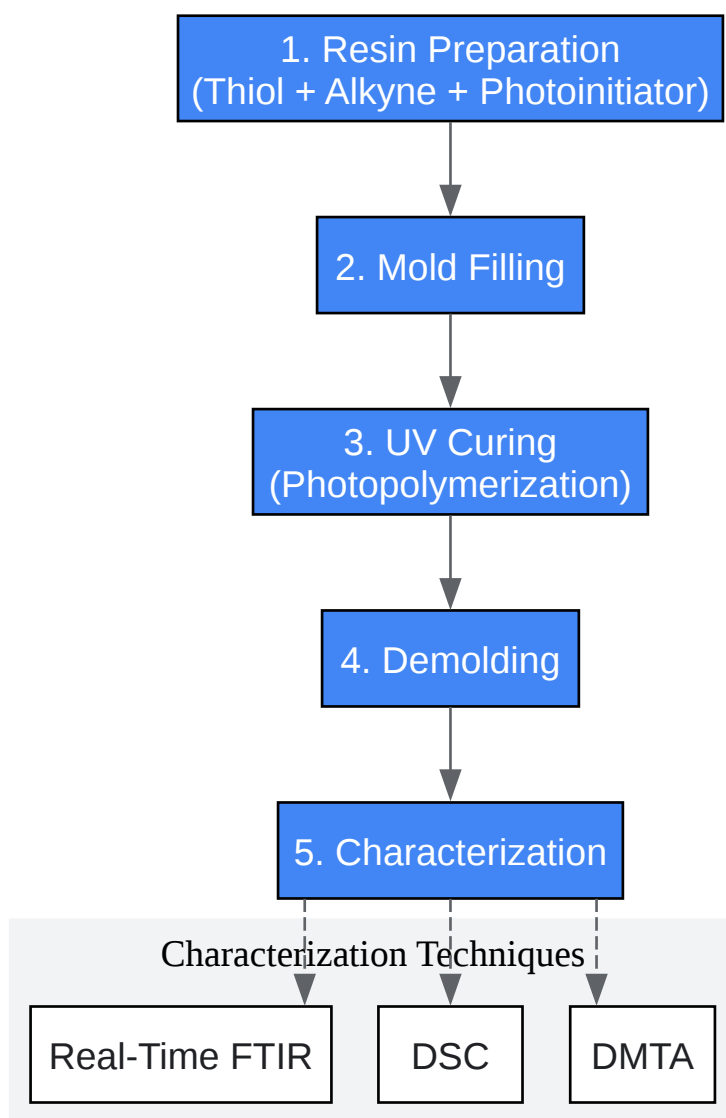 1. Resin Preparation
(Thiol + Alkyne + Photoinitiator)
2. Mold Filling
3. UV Curing
(Photopolymerization)
4. Demolding
5. Characterization
Characterization Techniques
Real-Time FTIR
DSC
DMTA